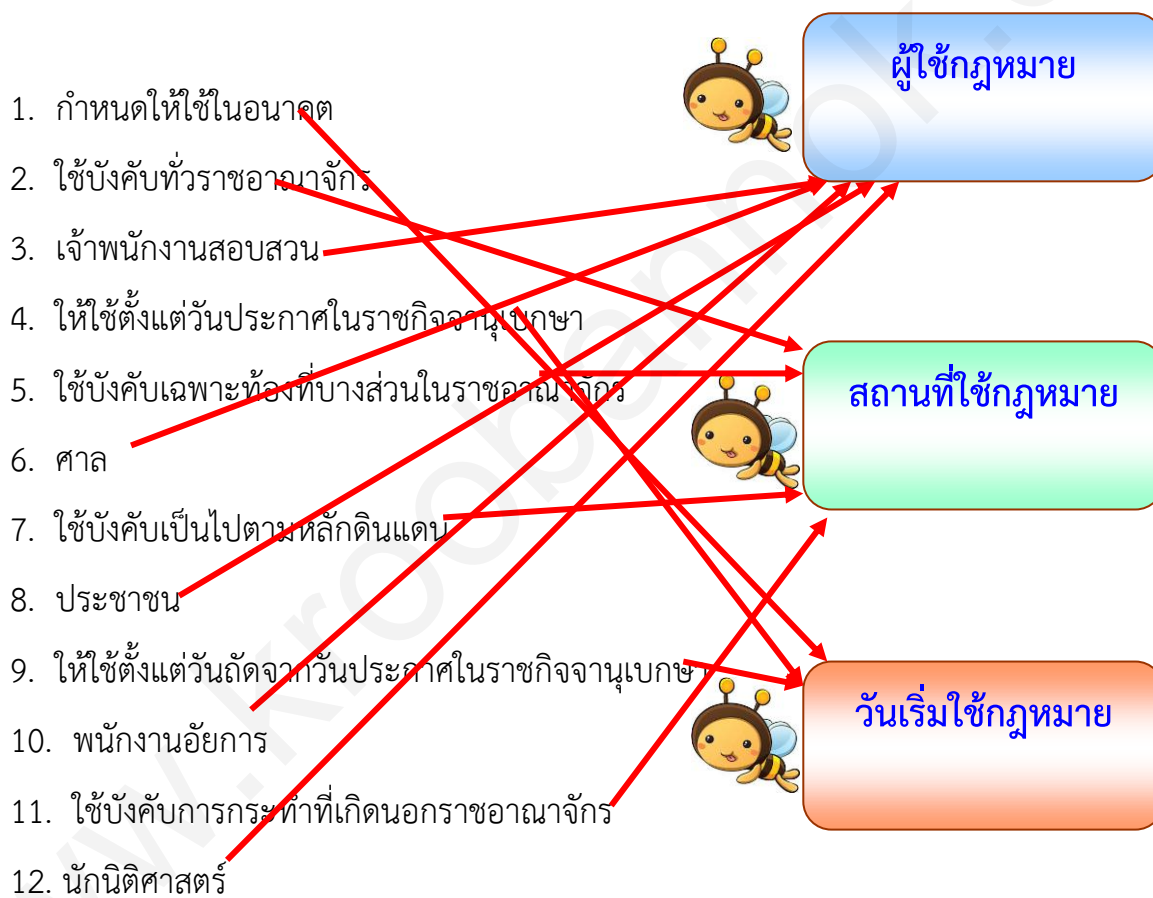 ผู้ใช้กฎหมาย
1. กำหนดให้ใช้ในอนาคต
2. ใช้บังคับทั่วราชอาณาจักร
3. เจ้าพนักงานสอบสวน
4. ให้ใช้ตั้งแต่วันประกาศในราชกิจจานุเบกษา
5. ใช้บังคับเฉพาะท้องที่บางส่วนในราชอาณาจักร
สถานที่ใช้กฎหมาย
6. ศาล
7. ใช้บังคับเป็นไปตามหลักดินแดน
8. ประชาชน
9. ให้ใช้ตั้งแต่วันถัดจากวันประกาศในราชกิจจานุเบกษา
วันเริ่มใช้กฎหมาย
10. พนักงานอัยการ
11. ใช้บังคับการกระทำที่เกิดนอกราชอาณาจักร
12. นักนิติศาสตร์